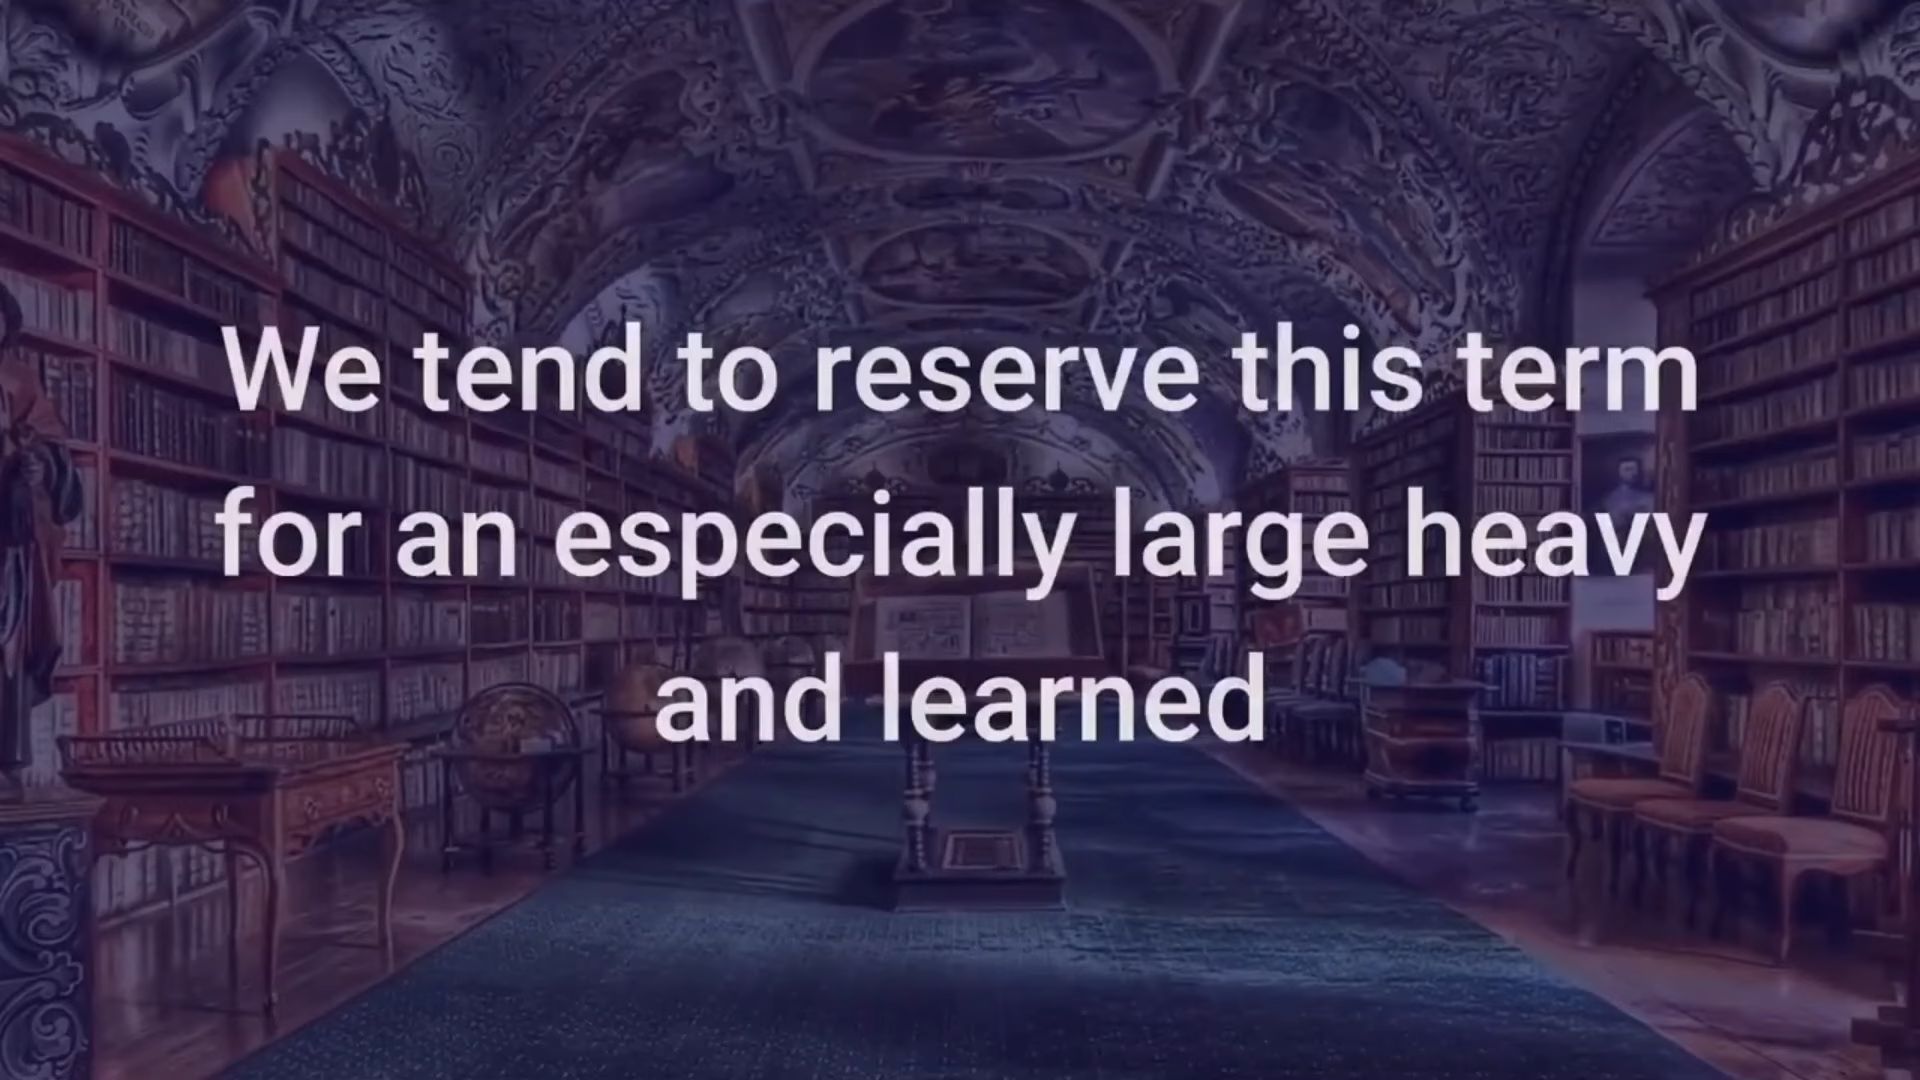 We tend to reserve this term
for an especially large heavy
and learned